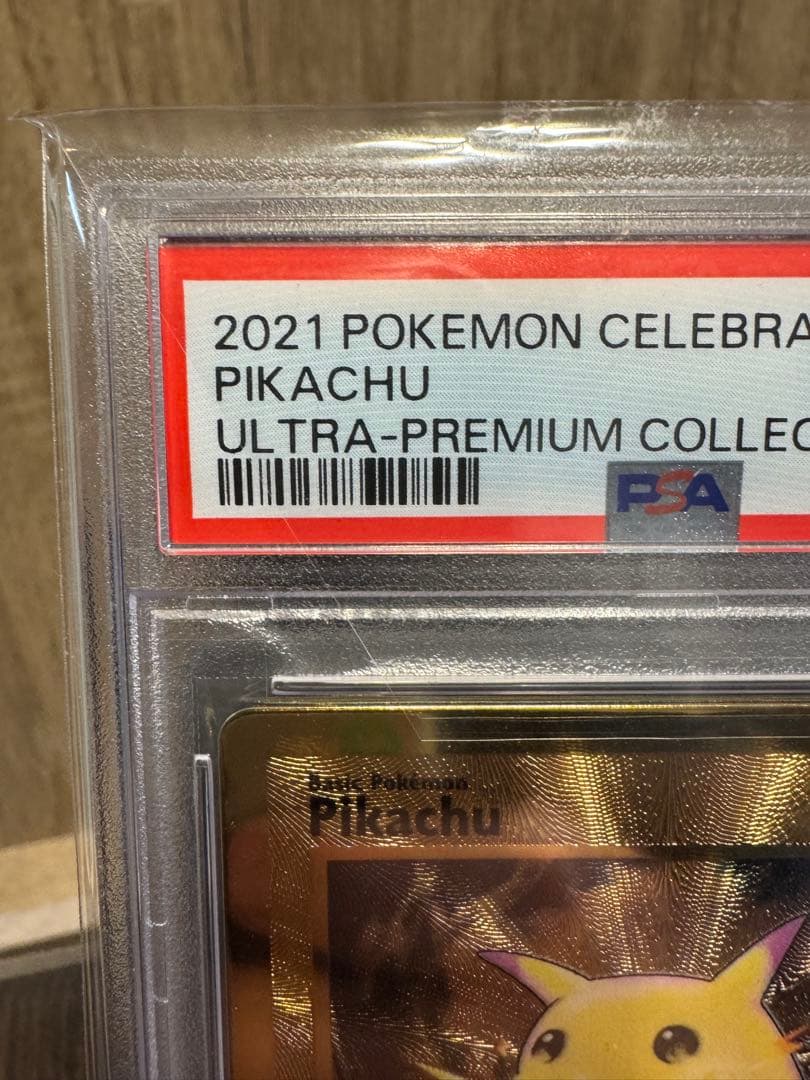 2021 POKEMON CELEBRA
PIKACHU
ULTRA-PREMIUM COLLEC
PSA
Basic Pokémon
Pikachu